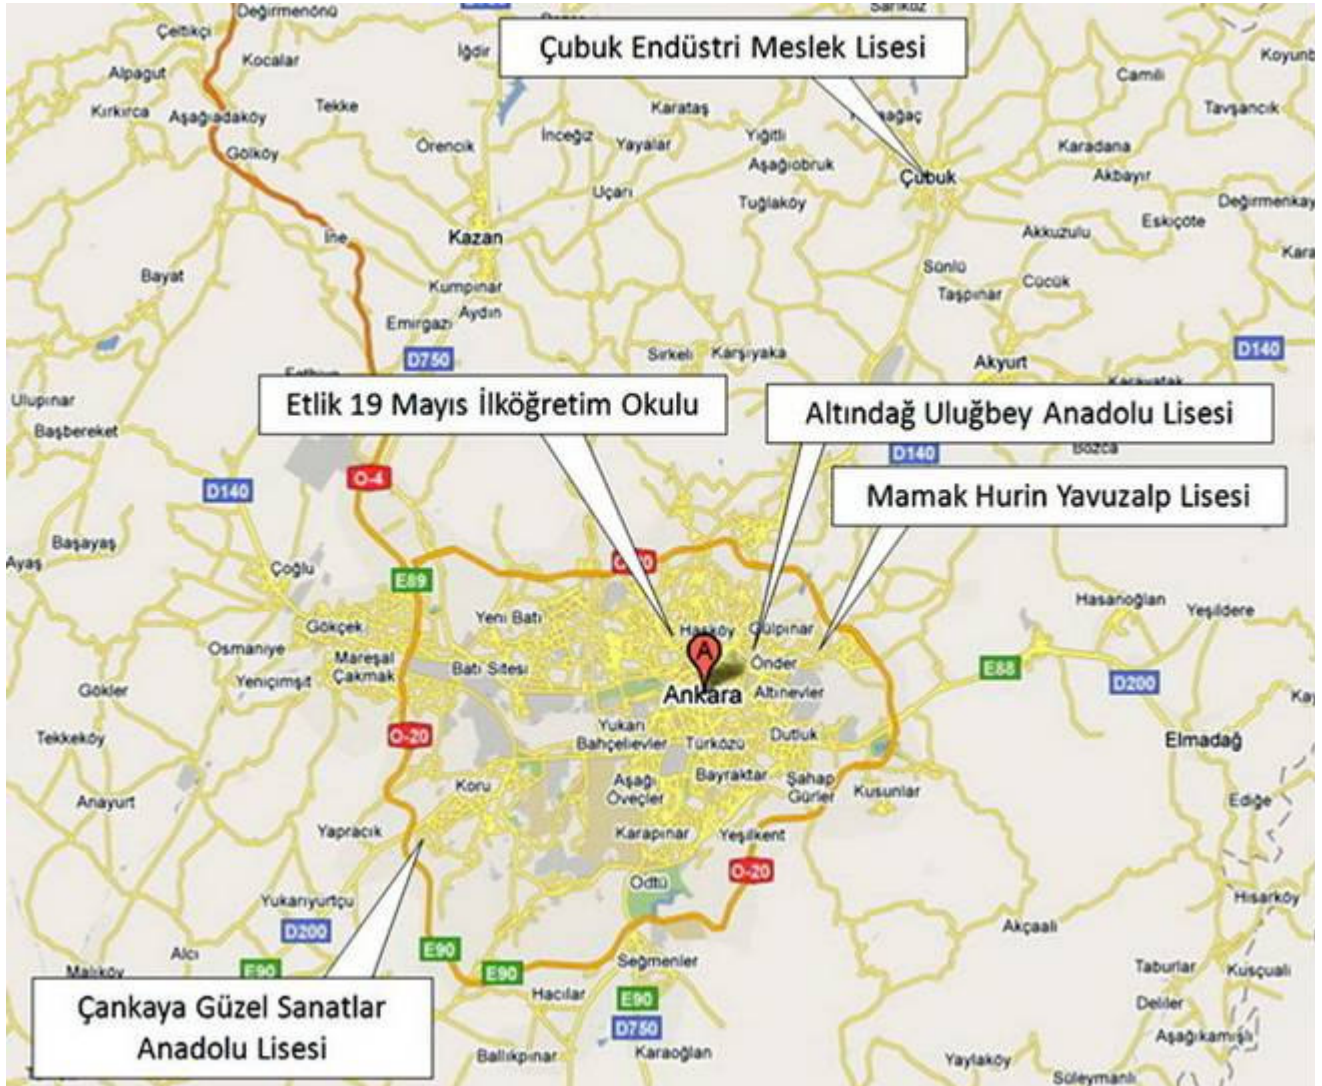 Değirmenönü
Sarıköz
Çeltikçi
Kocalar
İğdir
Çubuk Endüstri Meslek Lisesi
Alpagut
Camili
Kırkırca
Aşağıadaköy
Tekke
Karataş
Tavşancık
Gölköy
Örencik
İnceğiz
Yayalar
Yiğitli
Aşağıobruk
Karadana
Uçarı
Tuğlaköy
Çubuk
Akbayır
Değirmenkay
İne
Kazan
Akkuzulu
Eskiçöte
Bayat
Kumpınar
Sünlü
Cücük
Taşpınar
Emirgazi
Aydın
D750
Sirkeli
Karşıyaka
Akyurt
D140
Ulupınar
Etlik 19 Mayıs İlköğretim Okulu
Altındağ Uluğbey Anadolu Lisesi
Başbereket
D140
Bozca
O-4
D140
Mamak Hurin Yavuzalp Lisesi
Başayaş
Ayaş
Çoğlu
E89
Hasanoğlan
Yeşildere
Gökçek
Yeni Batı
Hasköy
Gülpınar
Osmaniye
Mareşal
Çakmak
Batı Sitesi
A
Önder
E88
D200
Yeniçimşit
Gökler
Ankara
Altınevler
Tekkeköy
O-20
Yukarı
Bahçelievler
Türközü
Dutluk
Elmadağ
Koru
Aşağı
Öveçler
Bayraktar
Şahap
Gürler
Kusunlar
Anayurt
Ediğe
Yapracık
Karapınar
Yeşilkent
O-20
Odtü
Yukarıyurtçu
Hisarköy
D200
Akçaali
Alcı
E90
E90
E90
Malıköy
Seğmenler
Taburlar
Kusçuali
Hacılar
E90
Deliler
Çankaya Güzel Sanatlar
Anadolu Lisesi
D750
Aşağıkamışlı
Ballıkpınar
Karaoğlan
Yaylaköy
Süleymanlı